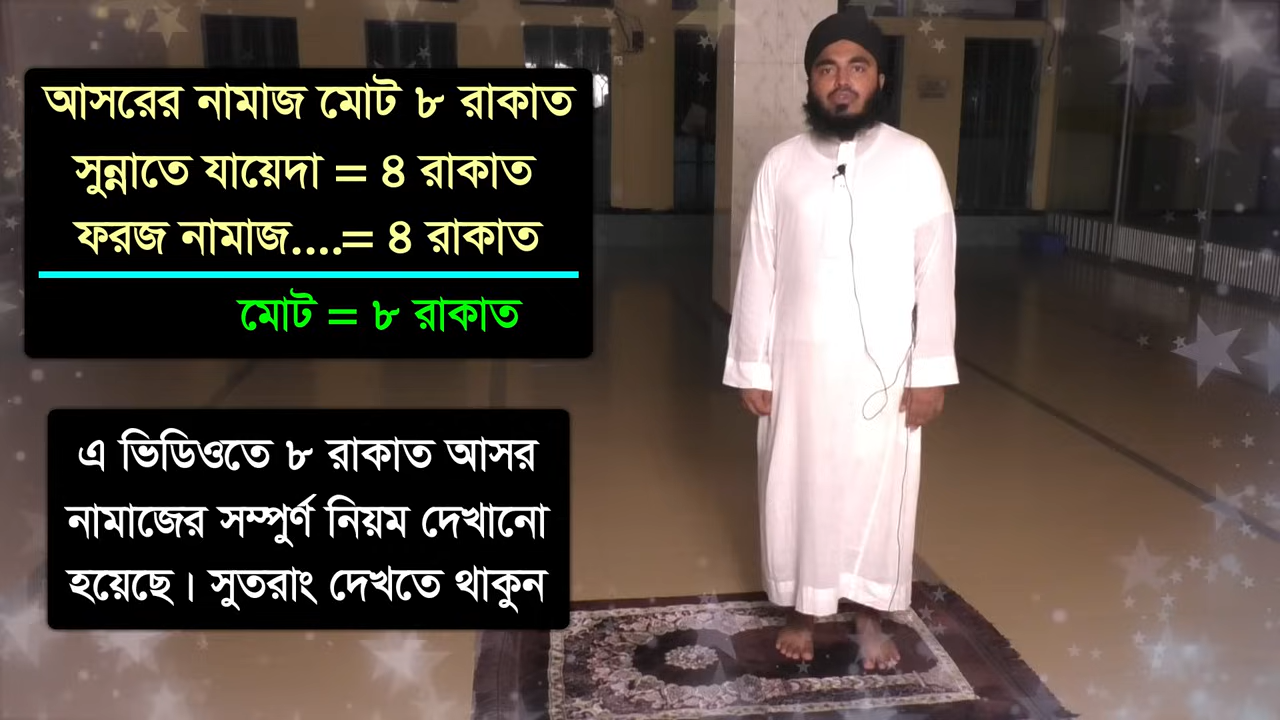 আসরের নামাজ মোট ৮ রাকাত
সুন্নাতে যায়েদা = ৪ রাকাত
ফরজ নামাজ....= ৪ রাকাত
মোট = ৮ রাকাত
এ ভিডিওতে ৮ রাকাত আসর
নামাজের সম্পুর্ণ নিয়ম দেখানো
হয়েছে। সুতরাং দেখতে থাকুন